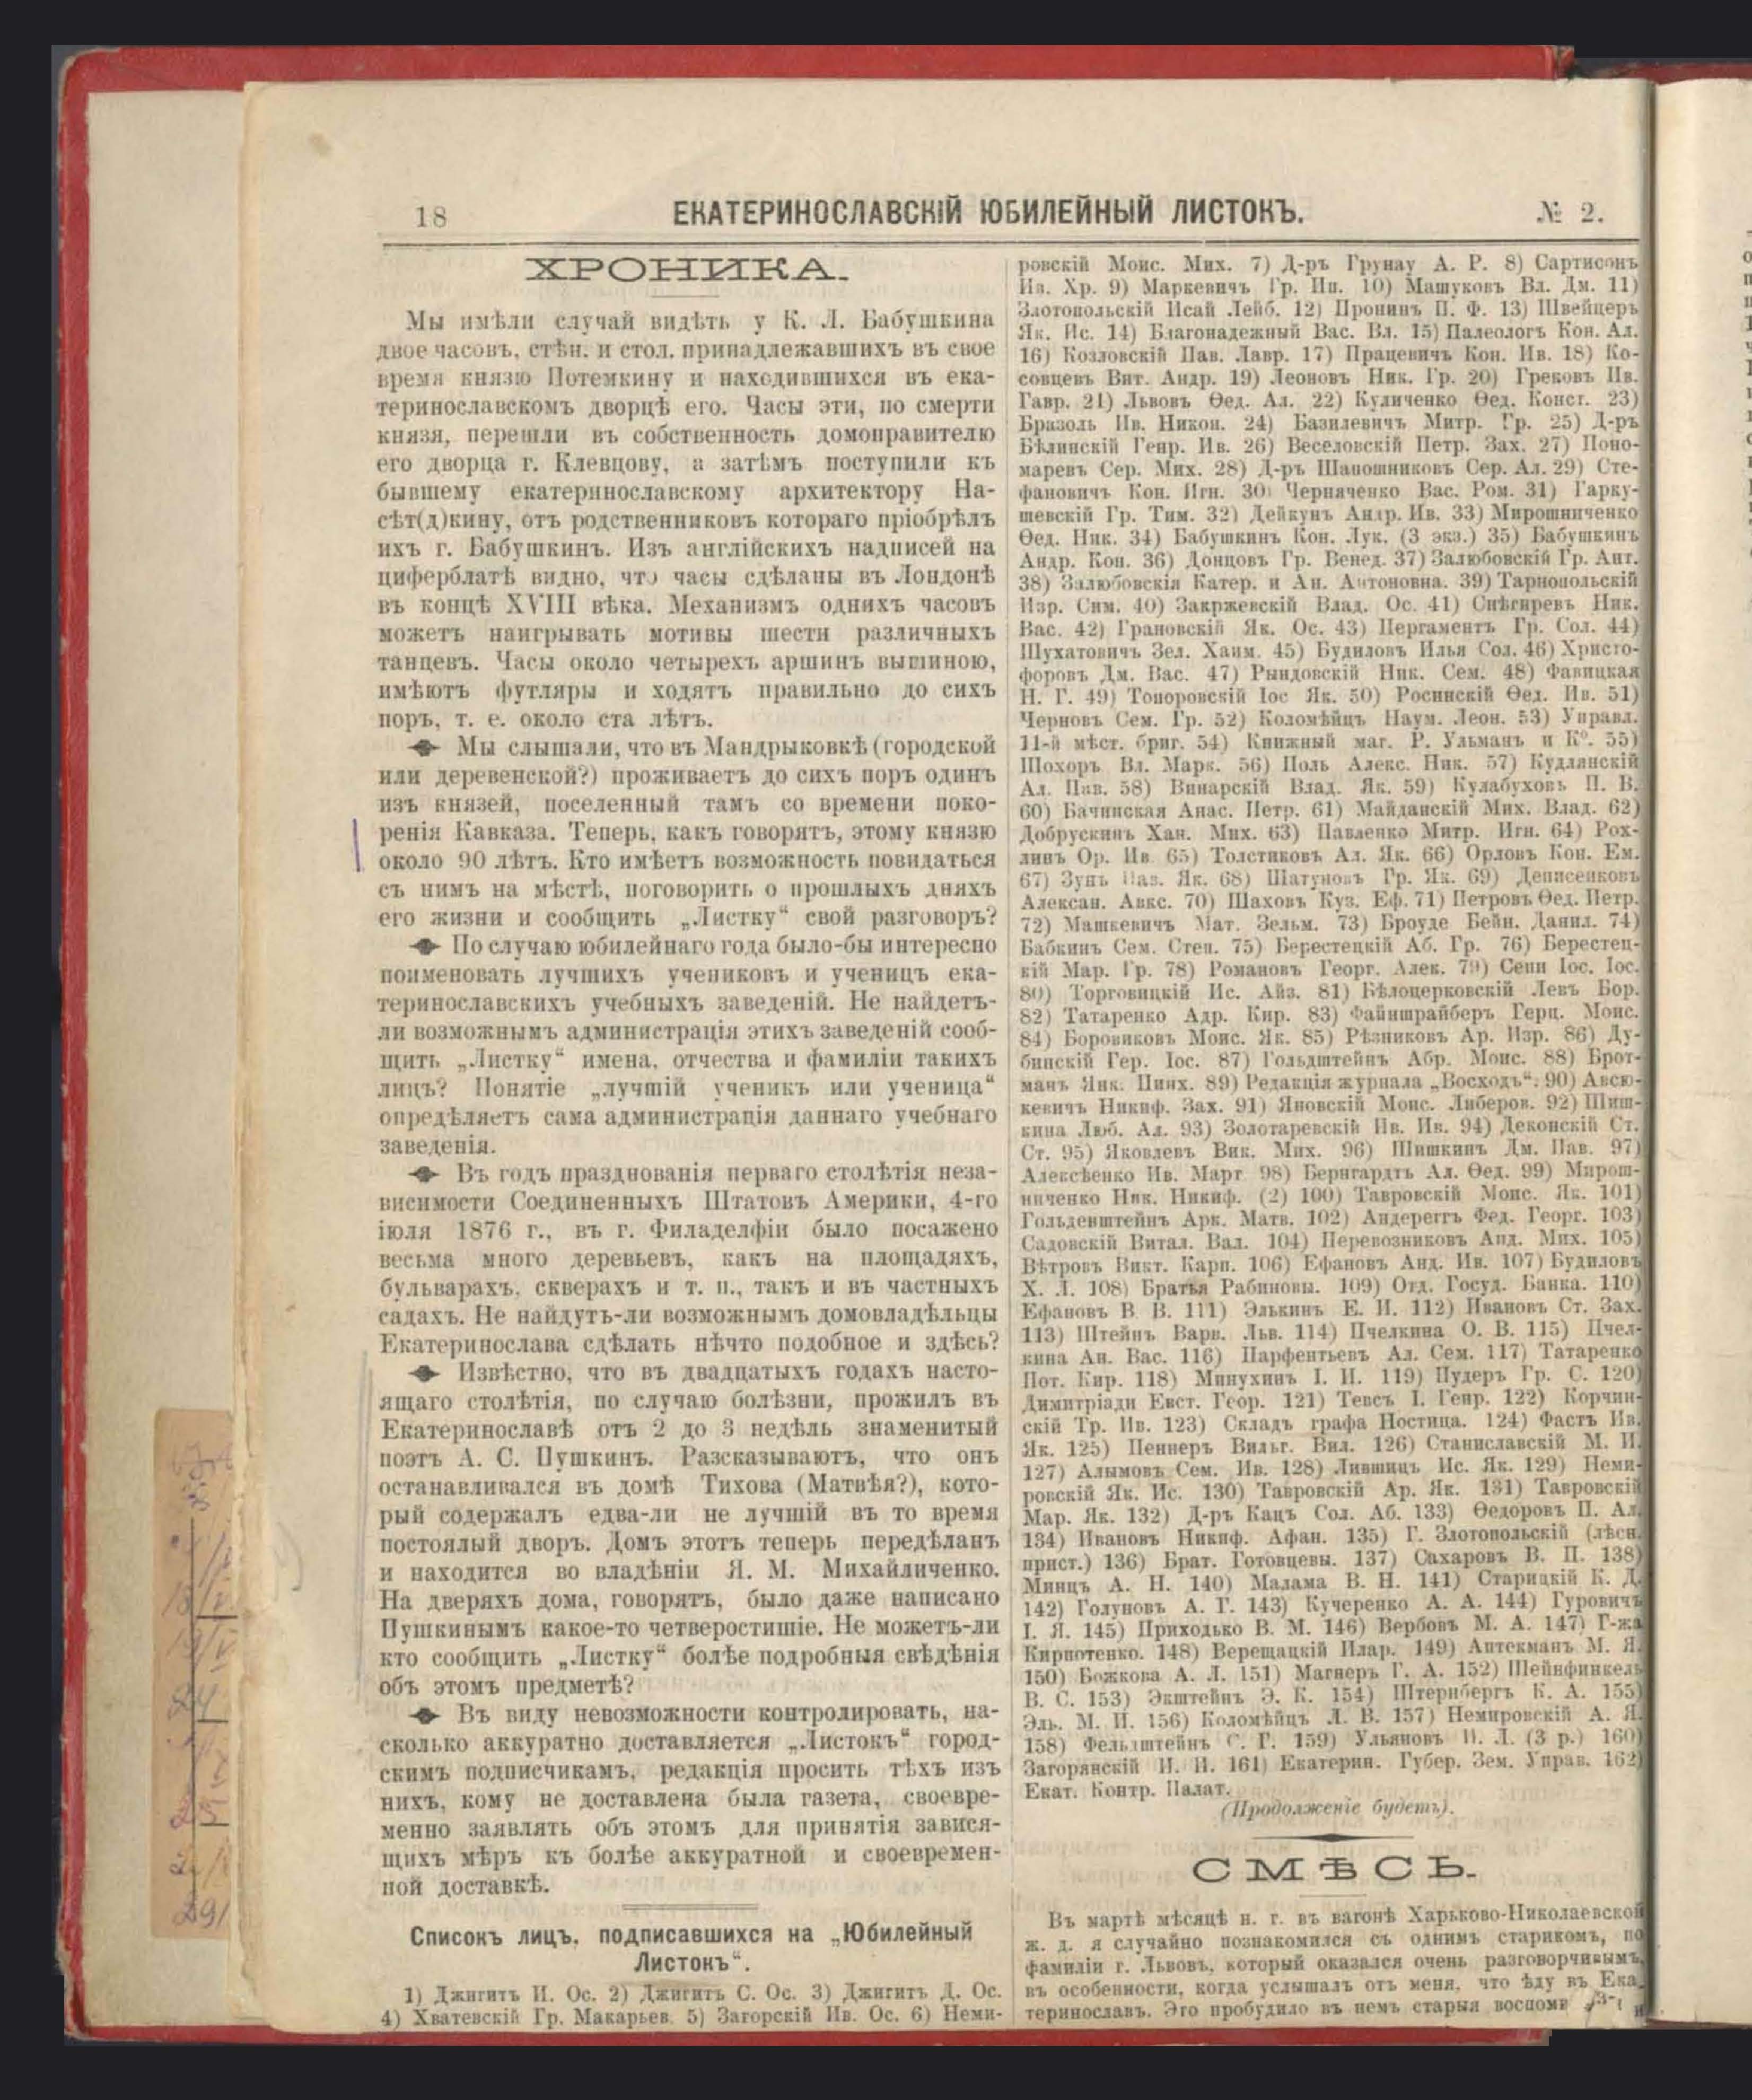 18
ЕКАТЕРИНОСЛАВСКІЙ ЮБИЛЕЙНЫЙ ЛИСТОКЪ.
№ 2.
ХРОНИКА.
Мы имѣли случай видѣть у К. Л. Бабушкина
двое часовъ, стѣн. и стол. принадлежавшихъ въ свое
время князю Потемкину и находившихся въ ека-
теринославскомъ дворцѣ его. Часы эти, по смерти
князя, перешли въ собственность домоправителю
его дворца г. Клевцову, а затѣмъ поступили къ
бывшему екатеринославскому архитектору На-
сѣт(д)кину, отъ родственниковъ котораго пріобрѣлъ
ихъ г. Бабушкинъ. Изъ англійскихъ надписей на
циферблатѣ видно, что часы сдѣланы въ Лондонѣ
въ концѣ XVIII вѣка. Механизмъ однихъ часовъ
можетъ наигрывать мотивы шести различныхъ
танцевъ. Часы около четырехъ аршинъ вышиною,
имѣютъ футляры и ходятъ правильно до сихъ
поръ, т. е. около ста лѣтъ.
Мы слышали, что въ Мандрыковкѣ (городской
или деревенской?) проживаетъ до сихъ поръ одинъ
изъ князей, поселенный тамъ со времени поко-
ренія Кавказа. Теперь, какъ говорятъ, этому князю
около 90 лѣтъ. Кто имѣетъ возможность повидаться
съ нимъ на мѣстѣ, поговорить о прошлыхъ дняхъ
его жизни и сообщить „Листку“ свой разговоръ?
По случаю юбилейнаго года было-бы интересно
поименовать лучшихъ учениковъ и ученицъ ека-
теринославскихъ учебныхъ заведеній. Не найдетъ-
ли возможнымъ администрація этихъ заведеній сооб-
щить „Листку“ имена, отчества и фамиліи такихъ
лицъ? Понятіе „лучшій ученикъ или ученица“
опредѣляетъ сама администрація даннаго учебнаго
заведенія.
Въ годъ празднованія перваго столѣтія неза-
висимости Соединенныхъ Штатовъ Америки, 4-го
іюля 1876 г., въ г. Филаделфіи было посажено
весьма много деревьевъ, какъ на площадяхъ,
бульварахъ, скверахъ и т. п., такъ и въ частныхъ
садахъ. Не найдутъ-ли возможнымъ домовладѣльцы
Екатеринослава сдѣлать нѣчто подобное и здѣсь?
Извѣстно, что въ двадцатыхъ годахъ насто-
ящаго столѣтія, по случаю болѣзни, прожилъ въ
Екатеринославѣ отъ 2 до 3 недѣль знаменитый
поэтъ А. С. Пушкинъ. Разсказываютъ, что онъ
останавливался въ домѣ Тихова (Матвѣя?), кото-
рый содержалъ едва-ли не лучшій въ то время
постоялый дворъ. Домъ этотъ теперь передѣланъ
и находится во владѣніи Я. М. Михайличенко.
На дверяхъ дома, говорятъ, было даже написано
Пушкинымъ какое-то четверостишіе. Не можетъ-ли
кто сообщить „Листку“ болѣе подробныя свѣдѣнія
объ этомъ предметѣ?
Въ виду невозможности контролировать, на-
сколько аккуратно доставляется „Листокъ“ город-
скимъ подписчикамъ, редакція проситъ тѣхъ изъ
нихъ, кому не доставлена была газета, своевре-
менно заявлять объ этомъ для принятія завися-
щихъ мѣръ къ болѣе аккуратной и своевремен-
ной доставкѣ.
Списокъ лицъ, подписавшихся на „Юбилейный
Листокъ“.
1) Джигитъ И. Ос. 2) Джигитъ С. Ос. 3) Джигитъ Д. Ос.
4) Хватевскій Гр. Макарьев. 5) Загорскій Ив. Ос. 6) Неми-
ровскій Моис. Мих. 7) Д-ръ Грунау А. Р. 8) Сартисонъ
Ив. Хр. 9) Маркевичъ Гр. Ип. 10) Машуковъ Вл. Дм. 11)
Злотопольскій Исай Лейб. 12) Пронинъ П. Ф. 13) Швейцеръ
Як. Ис. 14) Благонадежный Вас. Вл. 15) Палеологъ Кон. Ал.
16) Козловскій Пав. Лавр. 17) Працевичъ Кон. Ив. 18) Ко-
совцевъ Вит. Андр. 19) Леоновъ Ник. Гр. 20) Грековъ Ив.
Гавр. 21) Львовъ Ѳед. Ал. 22) Куличенко Ѳед. Конст. 23)
Бразоль Ив. Никон. 24) Базилевичъ Митр. Гр. 25) Д-ръ
Бѣлинскій Генр. Ив. 26) Веселовскій Петр. Зах. 27) Поно-
маревъ Сер. Мих. 28) Д-ръ Шапошниковъ Сер. Ал. 29) Сте-
фановичъ Кон. Игн. 30) Черняченко Вас. Ром. 31) Гарку-
шевскій Гр. Тим. 32) Дейкунъ Андр. Ив. 33) Мирошниченко
Ѳед. Ник. 34) Бабушкинъ Кон. Лук. (3 экз.) 35) Бабушкинъ
Андр. Кон. 36) Донцовъ Гр. Венед. 37) Залюбовскій Гр. Ант.
38) Залюбовскія Катер. и Ан. Антоновна. 39) Тарнопольскій
Изр. Сим. 40) Закржевскій Влад. Ос. 41) Снѣгиревъ Ник.
Вас. 42) Грановскій Як. Ос. 43) Пергаментъ Гр. Сол. 44)
Шухатовичъ Зел. Хаим. 45) Будиловъ Илья Сол. 46) Христо-
форовъ Дм. Вас. 47) Рындовскій Ник. Сем. 48) Фавицкая
Н. Г. 49) Топоровскій Іос Як. 50) Росинскій Ѳед. Ив. 51)
Черновъ Сем. Гр. 52) Коломѣйцъ Наум. Леон. 53) Управл.
11-й мѣст. бриг. 54) Книжный маг. Р. Ульманъ и К°. 55)
Шохоръ Вл. Марк. 56) Поль Алекс. Ник. 57) Кудлянскій
Ал. Пав. 58) Винарскій Влад. Як. 59) Кулабуховъ П. В.
60) Бачинская Анас. Петр. 61) Майданскій Мих. Влад. 62)
Добрускинъ Хан. Мих. 63) Павленко Митр. Игн. 64) Рох-
линъ Ор. Ив. 65) Толстиковъ Ал. Як. 66) Орловъ Кон. Ем.
67) Зунь Як. 68) Шатуновъ Гр. Як. 69) Денисенковъ
Алексан. Авкс. 70) Шаховъ Куз. Еф. 71) Петровъ Ѳед. Петр.
72) Машкевичъ Мат. Зельм. 73) Броуде Бейн. Данил. 74)
Бабкинъ Сем. Степ. 75) Берестецкій Аб. Гр. 76) Берестец-
кій Мар. Гр. 78) Романовъ Георг. Алек. 79) Сепи Іос. Іос.
80) Торговицкій Ис. Айз. 81) Бѣлоцерковскій Левъ Бор.
82) Татаренко Адр. Кир. 83) Файншрайберъ Герц. Моис.
84) Боровиковъ Моис. Як. 85) Рѣзниковъ Ар. Изр. 86) Ду-
бинскій Гер. Іос. 87) Гольдштейнъ Абр. Моис. 88) Брот-
манъ Янк. Пинх. 89) Редакція журнала „Восходъ“. 90) Авсю-
кевичъ Никиф. Зах. 91) Яновскій Моис. Либеров. 92) Шиш-
кина Люб. Ал. 93) Золотаревскій Ив. Ив. 94) Деконскій Ст.
Ст. 95) Яковлевъ Вик. Мих. 96) Шишкинъ Дм. Пав. 97)
Алексѣенко Ив. Март 98) Бернгардтъ Ал. Ѳед. 99) Мирош-
ниченко Ник. Никиф. (2) 100) Тавровскій Моис. Як. 101)
Гольденштейнъ Арк. Матв. 102) Андереггъ Фед. Георг. 103)
Садовскій Витал. Вал. 104) Перевозниковъ Анд. Мих. 105)
Вѣтровъ Викт. Карп. 106) Ефановъ Анд. Ив. 107) Будиловъ
Х. Л. 108) Братья Рабиновы. 109) Отд. Госуд. Банка. 110)
Ефановъ В. В. 111) Элькинъ Е. И. 112) Ивановъ Ст. Зах.
113) Штейнъ Варв. Льв. 114) Пчелкина О. В. 115) Пчел-
кина Ан. Вас. 116) Парфентьевъ Ал. Сем. 117) Татаренко
Пот. Кир. 118) Минухинъ І. И. 119) Пудеръ Гр. С. 120)
Димитріади Евст. Геор. 121) Тевсъ І. Генр. 122) Корчин-
скій Тр. Ив. 123) Складъ графа Ностица. 124) Фастъ Ив.
Як. 125) Пеннеръ Вильг. Вил. 126) Станиславскій М. И.
127) Алымовъ Сем. Ив. 128) Лившицъ Ис. Як. 129) Неми-
ровскій Як. Ис. 130) Тавровскій Ар. Як. 131) Тавровскій
Мар. Як. 132) Д-ръ Кацъ Сол. Аб. 133) Ѳедоровъ П. Ал.
134) Ивановъ Никиф. Афан. 135) Г. Злотопольскій (лѣсн.
прист.) 136) Брат. Готовцевы. 137) Сахаровъ В. П. 138)
Минцъ А. Н. 140) Малама В. Н. 141) Старицкій К. Д.
142) Голуновъ А. Г. 143) Кучеренко А. А. 144) Гуровичъ
І. Я. 145) Приходько В. М. 146) Вербовъ М. А. 147) Г-жа
Кирпотенко. 148) Верещацкій Илар. 149) Аптекманъ М. Я.
150) Божкова А. Л. 151) Магнеръ Г. А. 152) Шейнфинкель
В. С. 153) Экштейнъ Э. К. 154) Штернбергъ К. А. 155)
Эль. М. И. 156) Коломѣйцъ Л. В. 157) Немировскій А. Я.
158) Фельдштейнъ С. Г. 159) Ульяновъ И. Л. (3 р.) 160)
Загорянскій И. И. 161) Екатерин. Губер. Зем. Управ. 162)
Екат. Контр. Палат.
(Продолженіе будетъ).
СМѢСЬ.
Въ мартѣ мѣсяцѣ н. г. въ вагонѣ Харьково-Николаевской
ж. д. я случайно познакомился съ однимъ старикомъ, по
фамиліи г. Львовъ, который оказался очень разговорчивымъ,
въ особенности, когда услышалъ отъ меня, что ѣду въ Ека-
теринославъ. Это пробудило въ немъ старыя